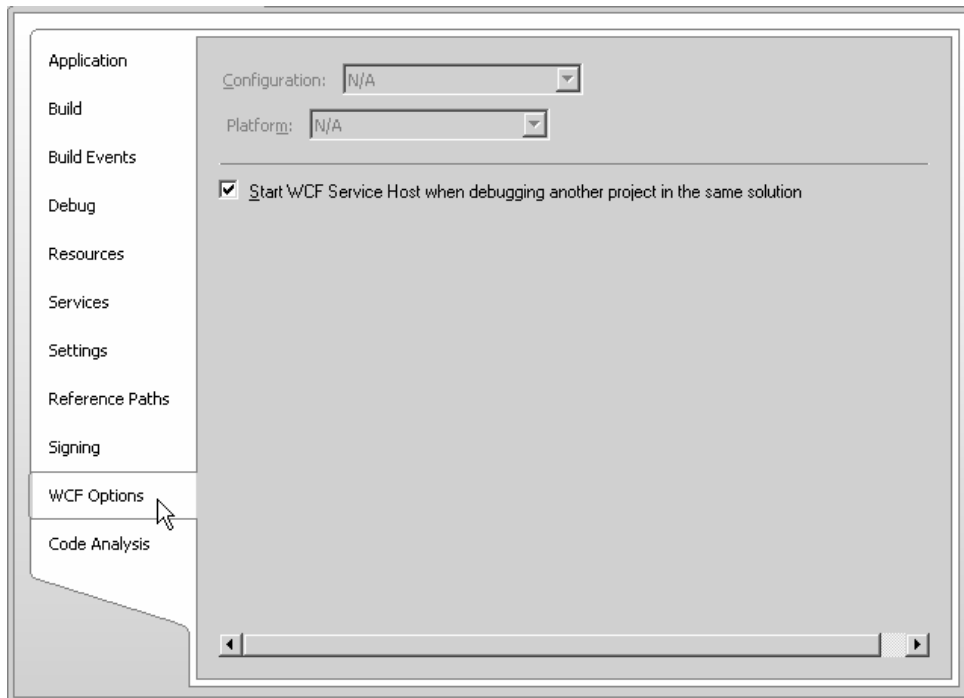 Application
Build
Build Events
Debug
Resources
Services
Settings
Reference Paths
Signing
WCF Options
Code Analysis
Configuration: N/A
Platform: N/A
Start WCF Service Host when debugging another project in the same solution